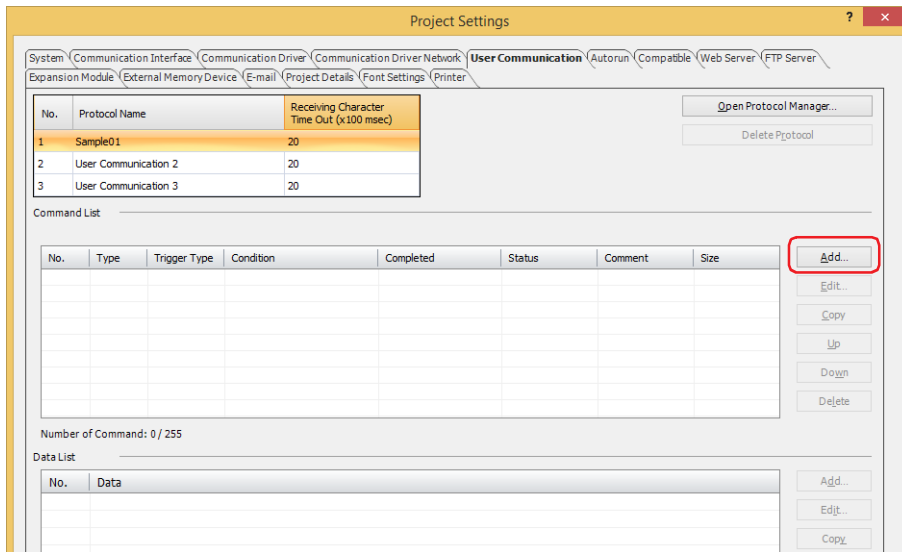 Project Settings
?
System Communication Interface Communication Driver Communication Driver Network User Communication Autorun Compatible Web Server FTP Server
Expansion Module External Memory Device E-mail Project Details Font Settings Printer
No. Protocol Name Receiving Character Time Out (x100 msec)
Open Protocol Manager...
Delete Protocol
1 Sample01 20
2 User Communication 2 20
3 User Communication 3 20
Command List
No. Type Trigger Type Condition Completed Status Comment Size
Add...
Edit...
Copy
Up
Down
Delete
Number of Command: 0 / 255
Data List
No. Data
Add...
Edit...
Copy